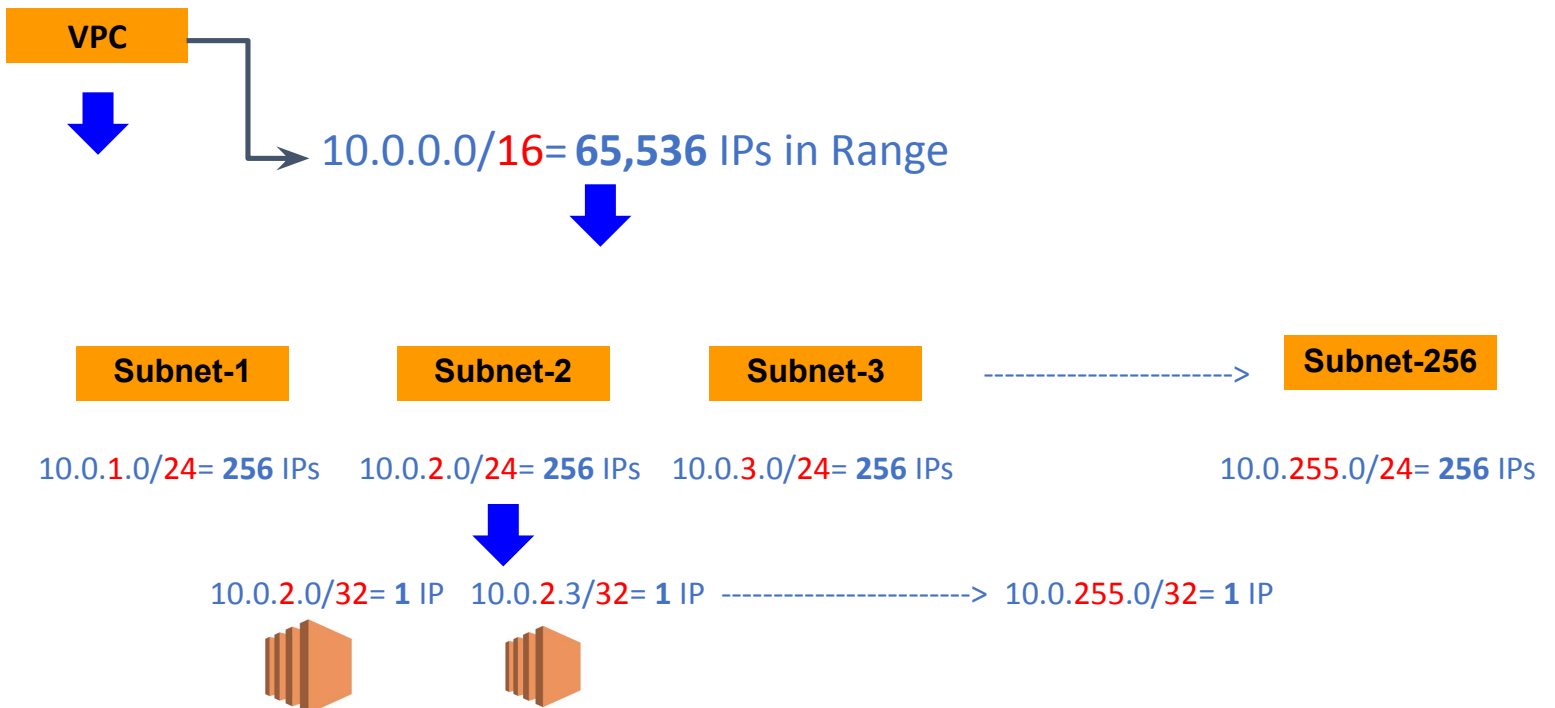 VPC
10.0.0.0/16= 65,536 IPs in Range
Subnet-1 Subnet-2 Subnet-3 -----------------------> Subnet-256
10.0.1.0/24= 256 IPs 10.0.2.0/24= 256 IPs 10.0.3.0/24= 256 IPs 10.0.255.0/24= 256 IPs
10.0.2.0/32= 1 IP 10.0.2.3/32= 1 IP -----------------------> 10.0.255.0/32= 1 IP